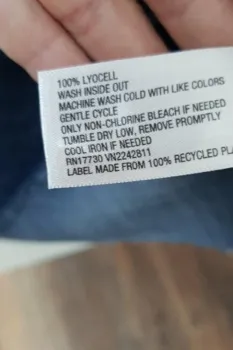 100% LYOCELL
WASH INSIDE OUT
MACHINE WASH COLD WITH LIKE COLORS
GENTLE CYCLE
ONLY NON-CHLORINE BLEACH IF NEEDED
TUMBLE DRY LOW, REMOVE PROMPTLY
COOL IRON IF NEEDED
RN17730 VN2242811
LABEL MADE FROM 100% RECYCLED PLA